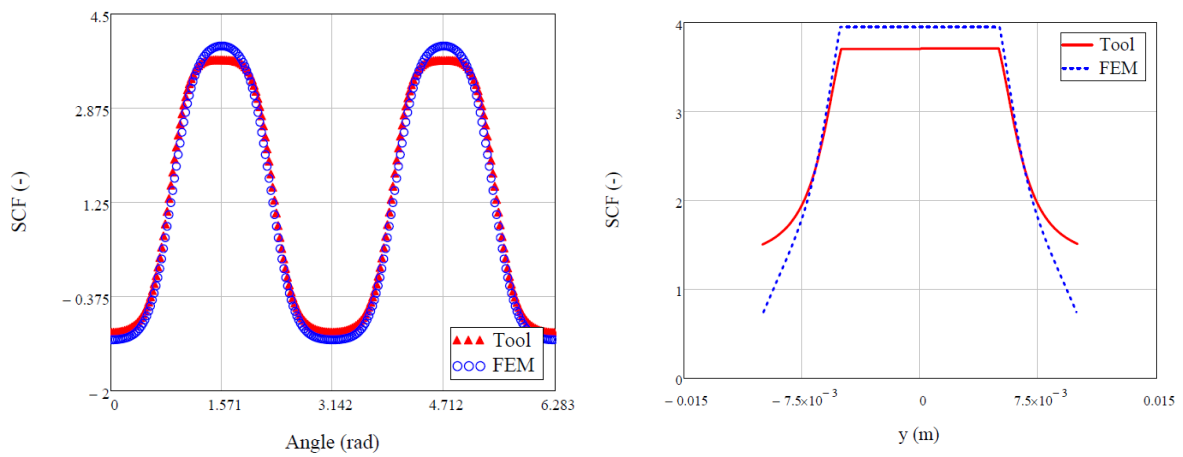 4.5
2.875
1.25
− 0.375
− 2
SCF (-)
0
1.571
3.142
4.712
6.283
Angle (rad)
Tool
FEM
4
3
2
1
0
SCF (-)
− 0.015
− 7.5×10⁻³
0
7.5×10⁻³
0.015
y (m)
Tool
FEM